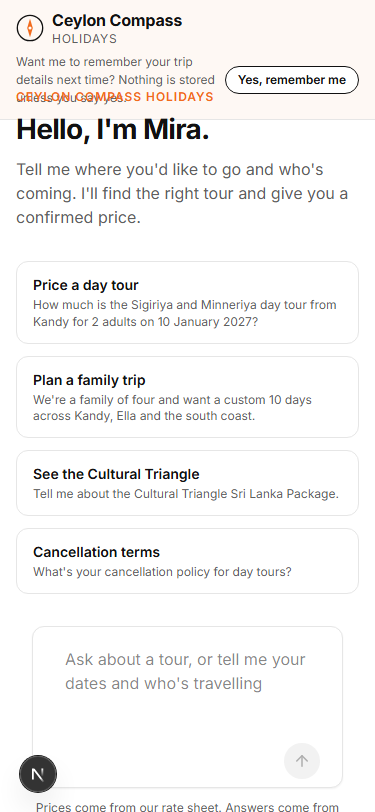 Ceylon Compass
HOLIDAYS
Want me to remember your trip
details next time? Nothing is stored
unless you say yes.
Yes, remember me
CEYLON COMPASS HOLIDAYS
Hello, I'm Mira.
Tell me where you'd like to go and who's
coming. I'll find the right tour and give you a
confirmed price.
Price a day tour
How much is the Sigiriya and Minneriya day tour from
Kandy for 2 adults on 10 January 2027?
Plan a family trip
We're a family of four and want a custom 10 days
across Kandy, Ella and the south coast.
See the Cultural Triangle
Tell me about the Cultural Triangle Sri Lanka Package.
Cancellation terms
What's your cancellation policy for day tours?
Ask about a tour, or tell me your
dates and who's travelling
N
Prices come from our rate sheet. Answers come from